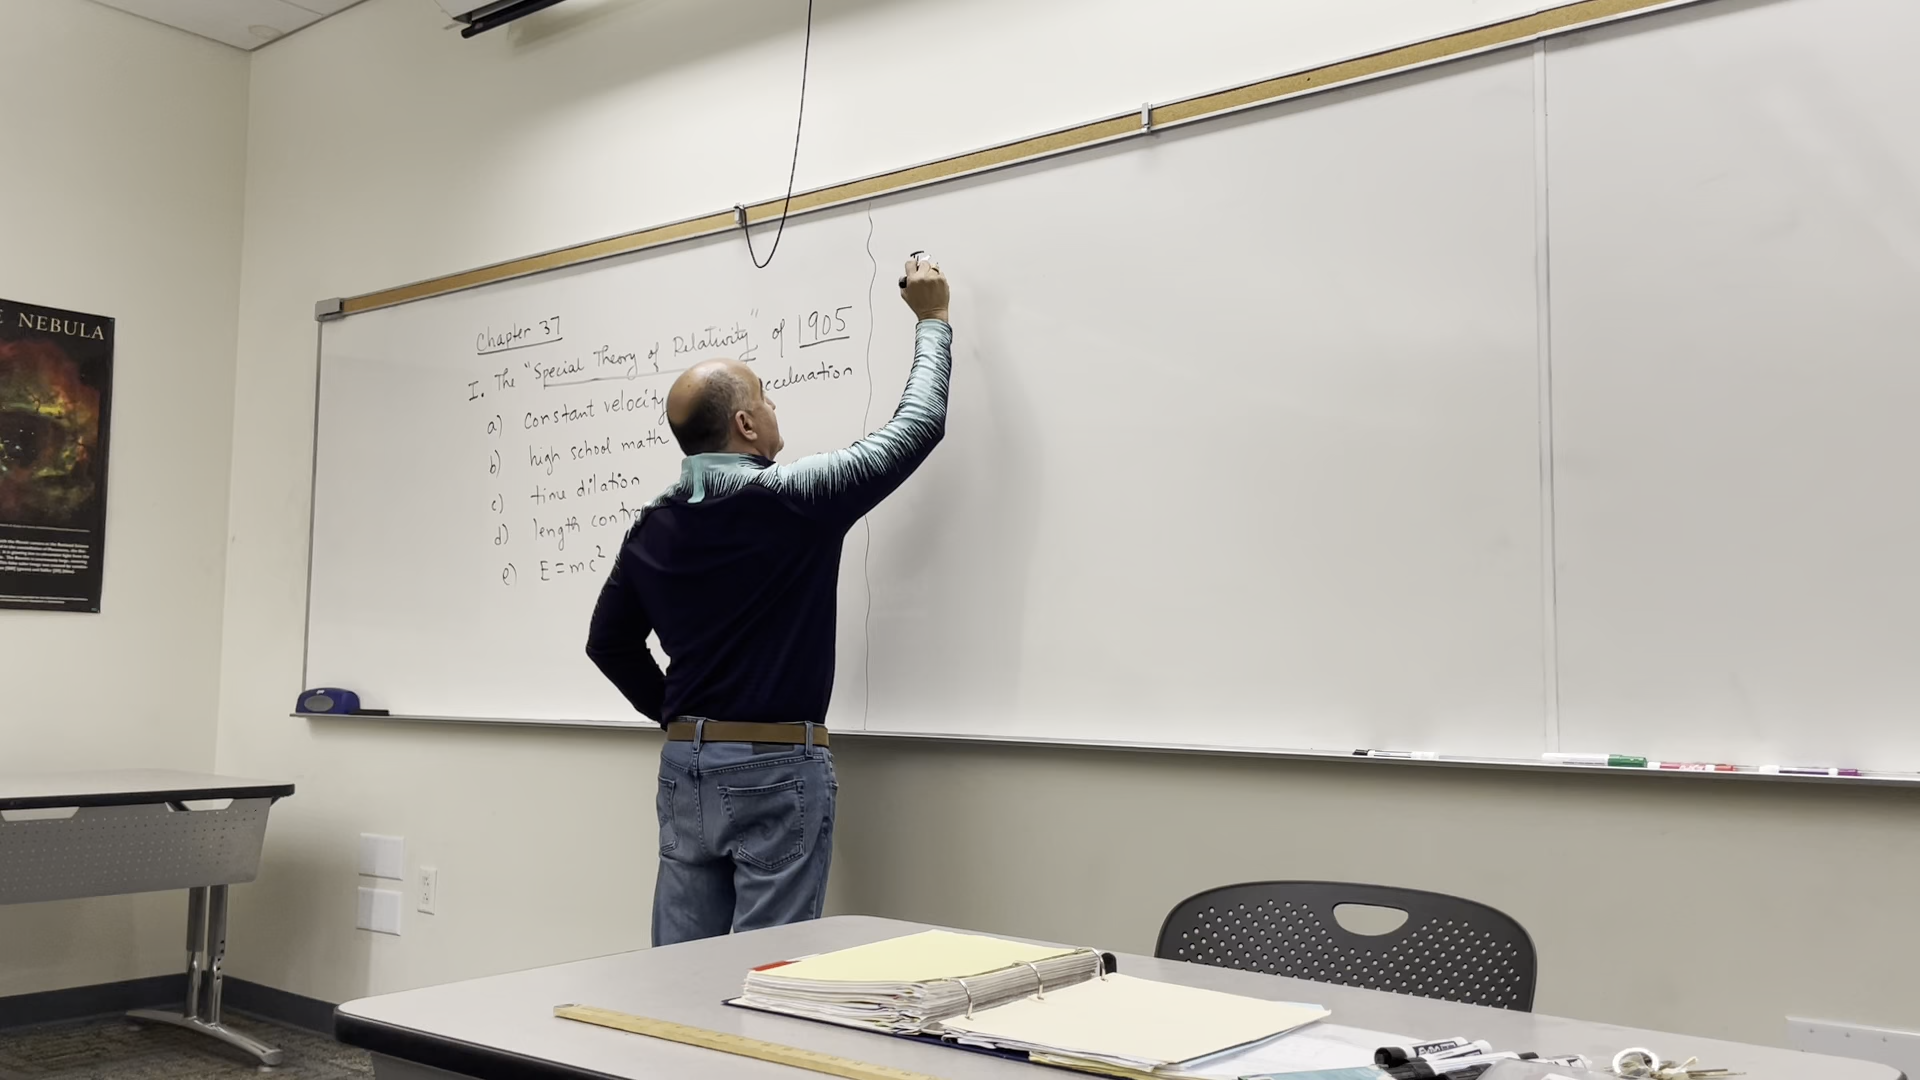 Chapter 37
I. The "Special Theory of Relativity" of 1905
a) constant velocity acceleration
b) high school math
c) time dilation
d) length contra
e) E = mc²
NEBULA